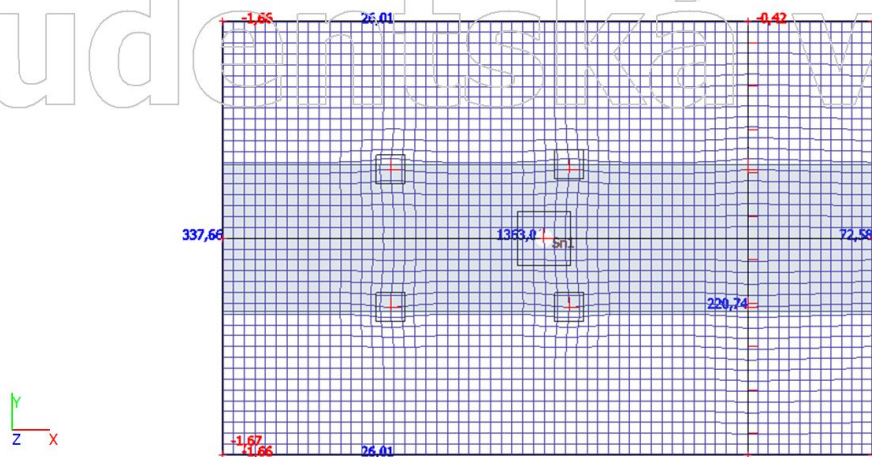 udentská v
-1,66 26,01 -0,42
337,66 1363,0 Sn1 72,58
220,74
Y
Z X
-1,67
-1,66 26,01